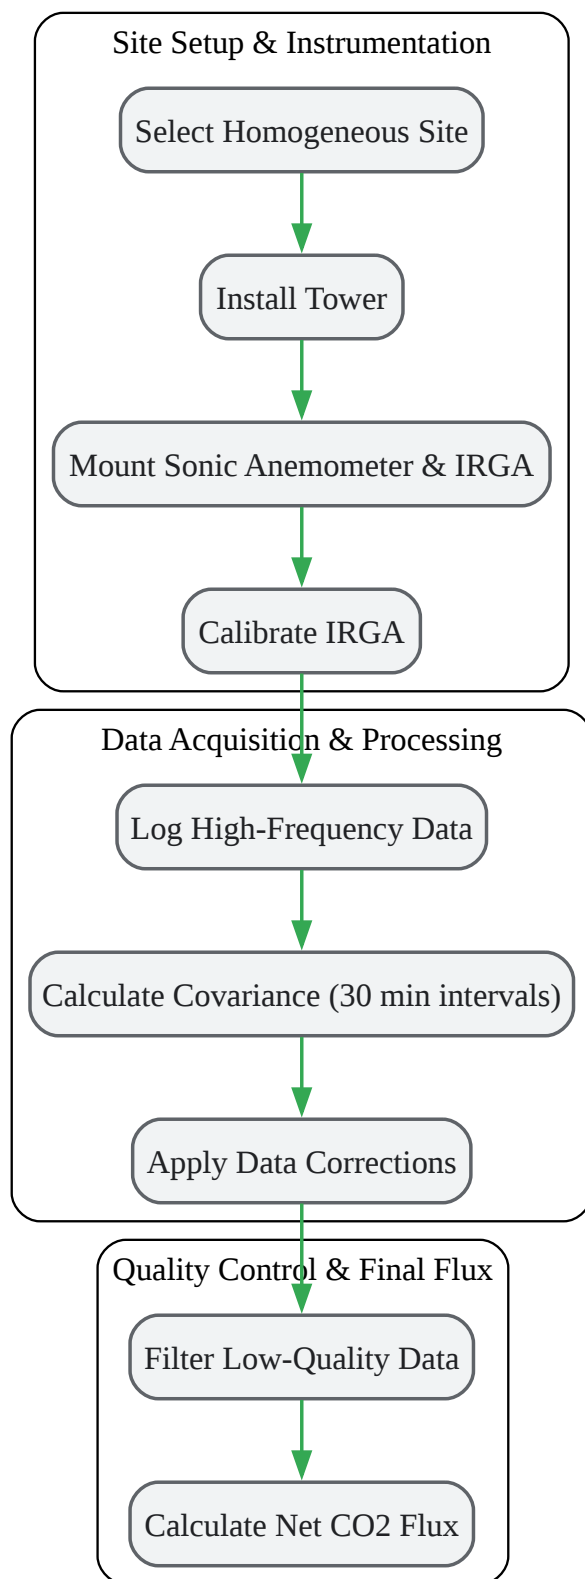 Site Setup & Instrumentation
Select Homogeneous Site
Install Tower
Mount Sonic Anemometer & IRGA
Calibrate IRGA
Data Acquisition & Processing
Log High-Frequency Data
Calculate Covariance (30 min intervals)
Apply Data Corrections
Quality Control & Final Flux
Filter Low-Quality Data
Calculate Net CO2 Flux